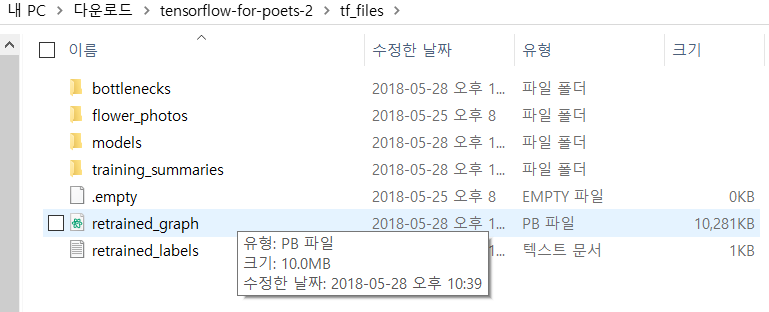 내 PC > 다운로드 > tensorflow-for-poets-2 > tf_files >
이름 수정한 날짜 유형 크기
bottlenecks 2018-05-28 오후 1... 파일 폴더
flower_photos 2018-05-25 오후 8 파일 폴더
models 2018-05-28 오후 1... 파일 폴더
training_summaries 2018-05-28 오후 1... 파일 폴더
.empty 2018-05-25 오후 8 EMPTY 파일 0KB
retrained_graph 2018-05-28 오후 1... PB 파일 10,281KB
retrained_labels 1... 텍스트 문서 1KB
유형: PB 파일
크기: 10.0MB
수정한 날짜: 2018-05-28 오후 10:39